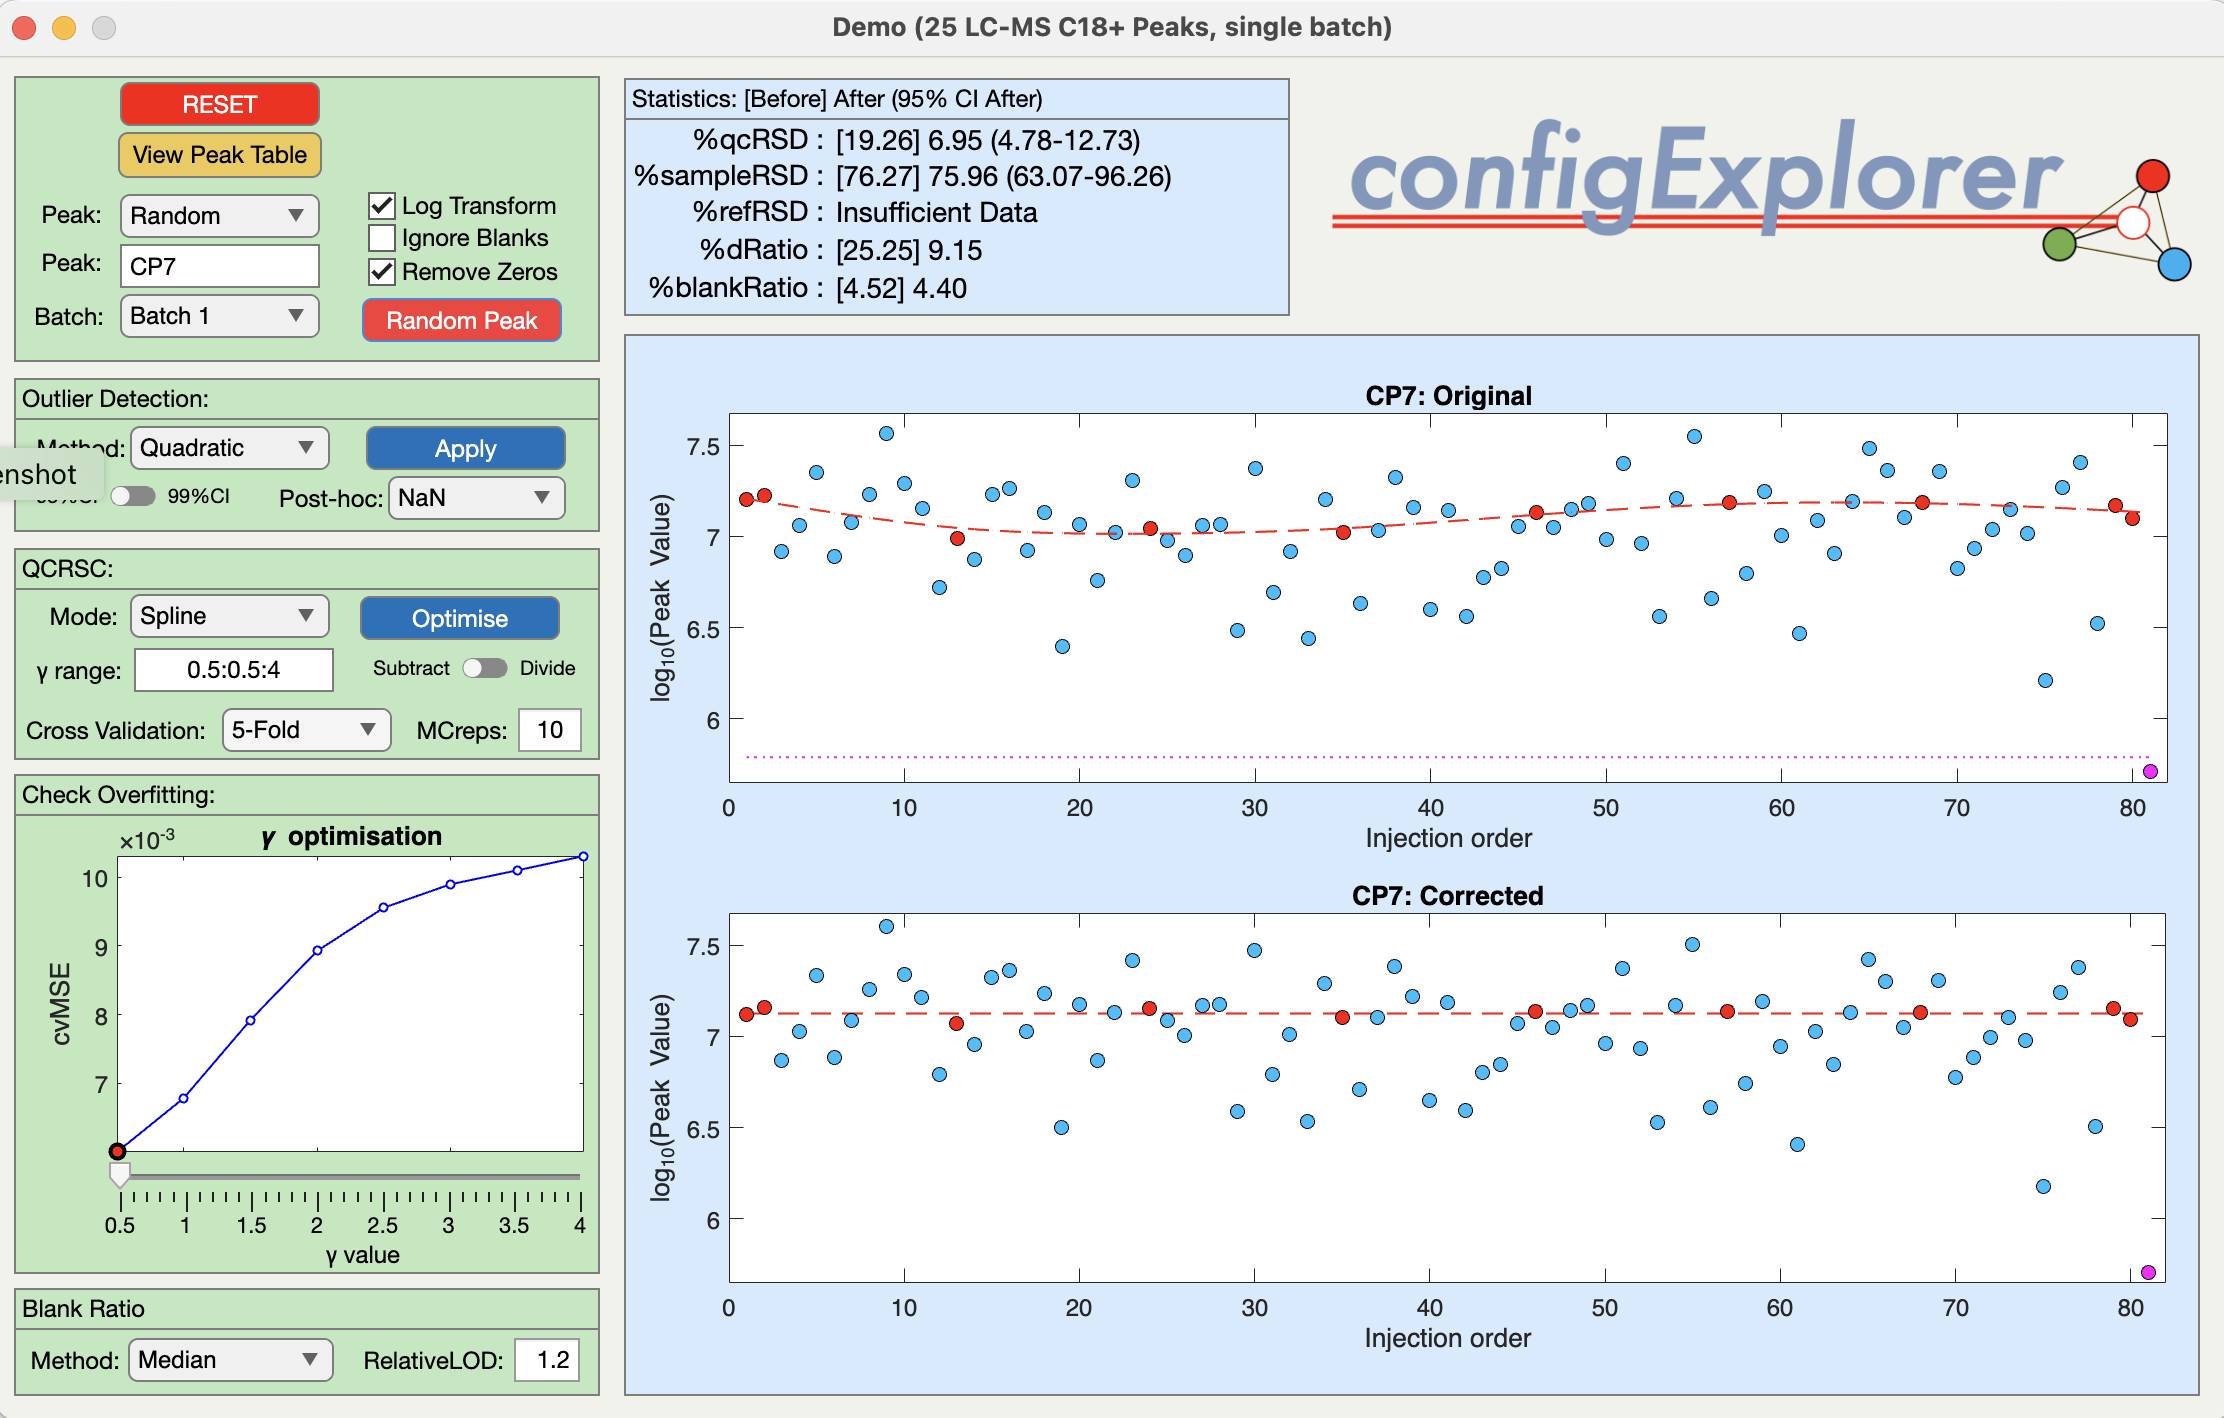 Demo (25 LC-MS C18+ Peaks, single batch)
RESET
View Peak Table
Peak: Random
Log Transform
Ignore Blanks
Peak: CP7
Remove Zeros
Batch: Batch 1
Random Peak
Outlier Detection:
Quadratic
Apply
enshot
99%CI
Post-hoc: NaN
QCRSC:
Mode: Spline
Optimise
γ range: 0.5:0.5:4
Subtract Divide
Cross Validation: 5-Fold
MCreps: 10
Check Overfitting:
×10-3
γ optimisation
10
9
8
7
cvMSE
0.5 1 1.5 2 2.5 3 3.5 4
γ value
Blank Ratio
Method: Median
RelativeLOD: 1.2
Statistics: [Before] After (95% CI After)
%qcRSD : [19.26] 6.95 (4.78-12.73)
%sampleRSD : [76.27] 75.96 (63.07-96.26)
%refRSD : Insufficient Data
%dRatio : [25.25] 9.15
%blankRatio : [4.52] 4.40
configExplorer
CP7: Original
7.5
7
6.5
6
log10(Peak Value)
0 10 20 30 40 50 60 70 80
Injection order
CP7: Corrected
7.5
7
6.5
6
log10(Peak Value)
0 10 20 30 40 50 60 70 80
Injection order